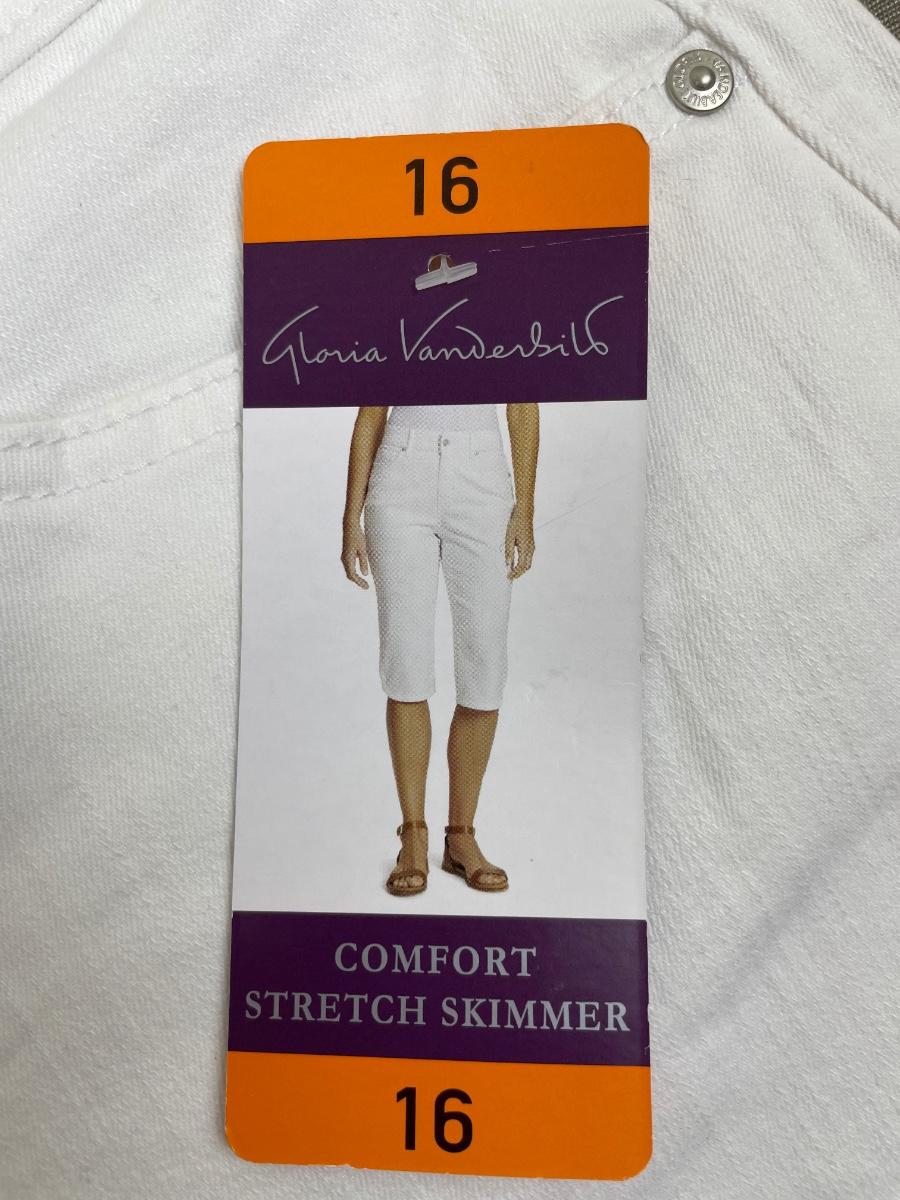 16
Gloria Vanderbilt
COMFORT
STRETCH SKIMMER
16